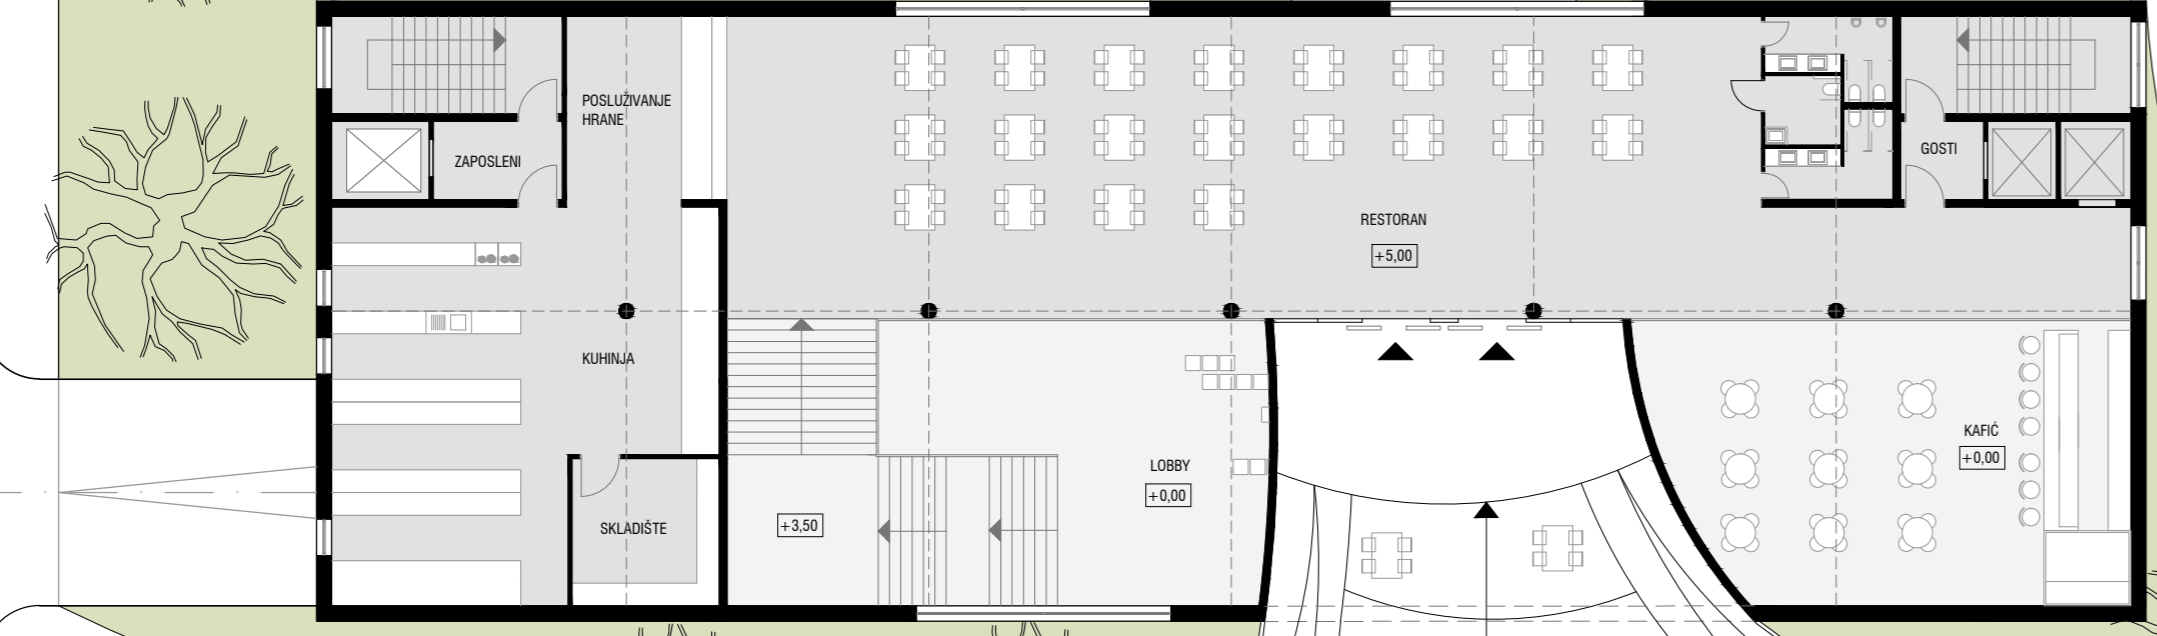 POSLUŽIVANJE
HRANE
ZAPOSLENI
GOSTI
RESTORAN
+5,00
KUHINJA
KAFIĆ
+0,00
LOBBY
+0,00
+3,50
SKLADIŠTE